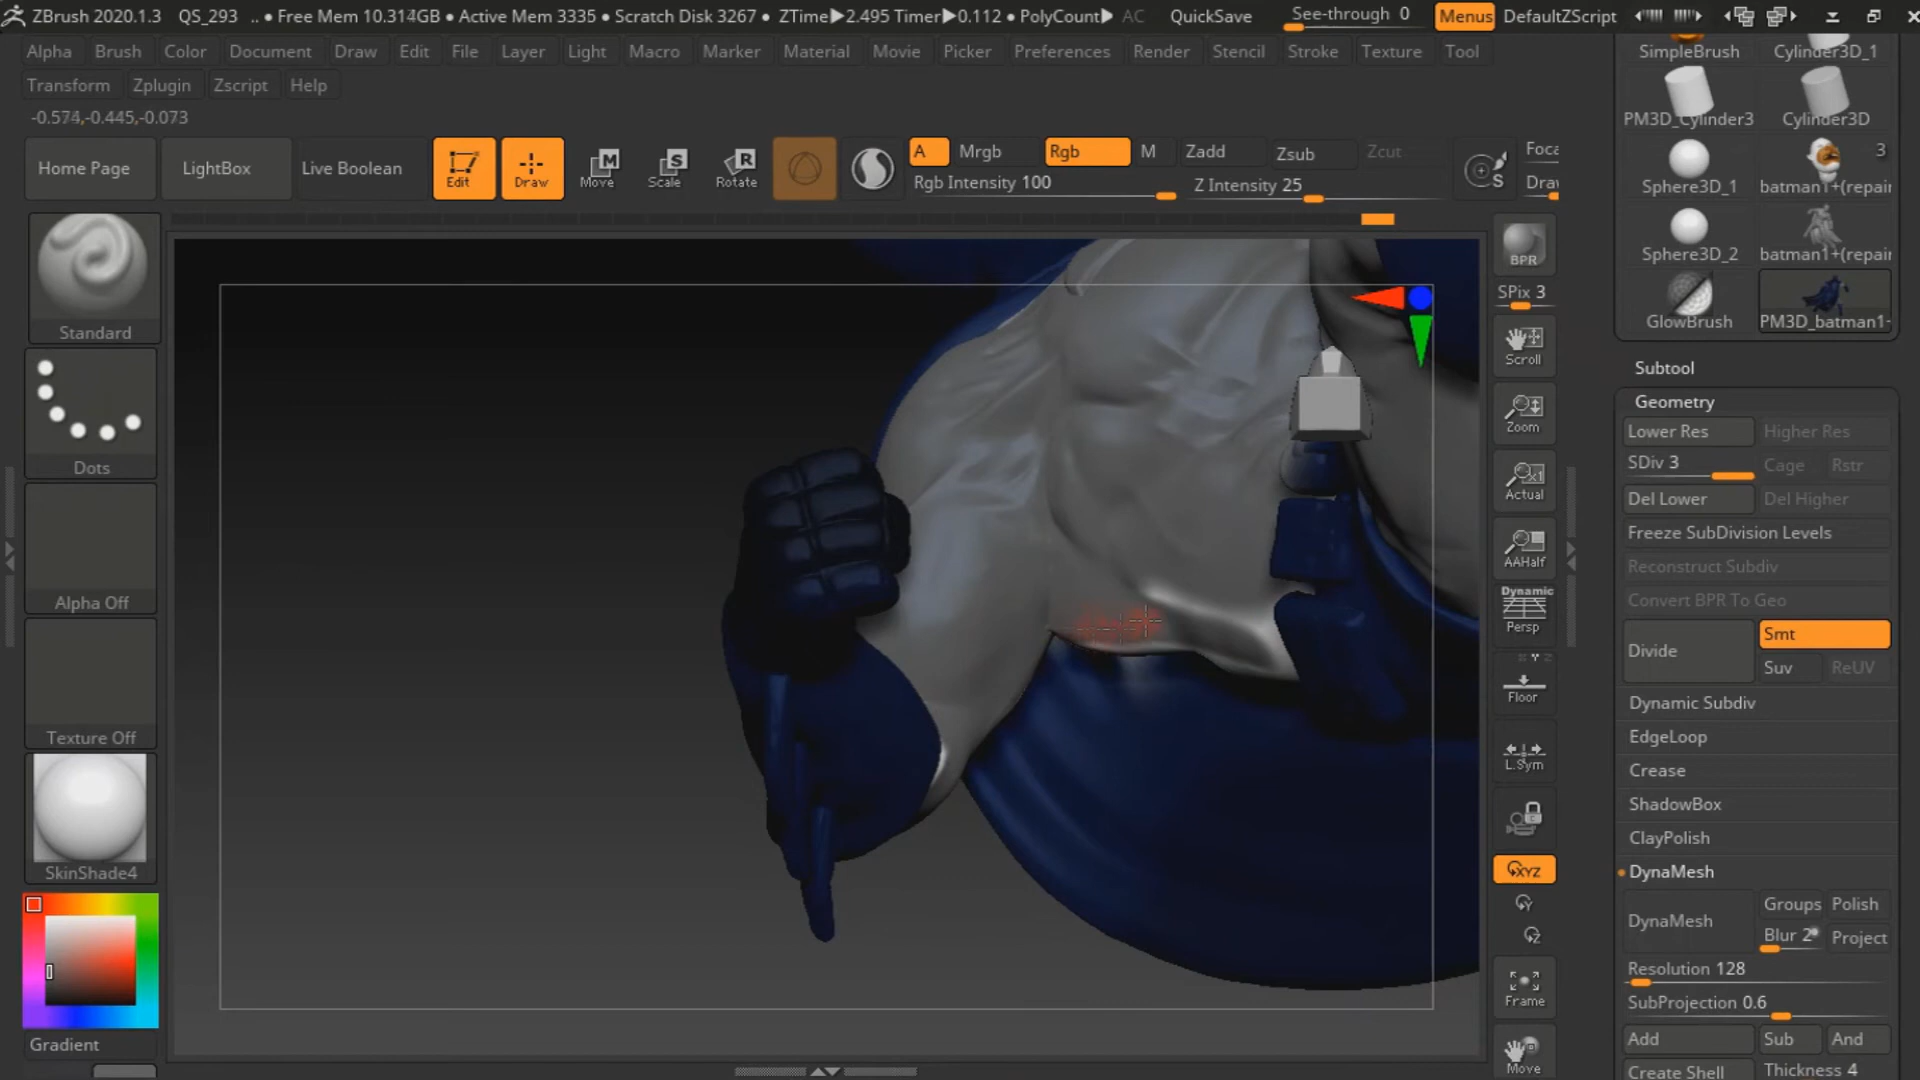 ZBrush 2020.1.3 QS_293 .. • Free Mem 10.314GB • Active Mem 3335 • Scratch Disk 3267 • ZTime▶2.495 Timer▶0.112 • PolyCount▶ AC QuickSave See-through 0 Menus DefaultZScript
Alpha Brush Color Document Draw Edit File Layer Light Macro Marker Material Movie Picker Preferences Render Stencil Stroke Texture Tool
Transform Zplugin Zscript Help
-0.574,-0.445,-0.073
Home Page LightBox Live Boolean Edit Draw Move Scale Rotate A Mrgb Rgb M Zadd Zsub Zcut Foca
M S R
Rgb Intensity 100 Z Intensity 25 S Drav
Standard
Dots
Alpha Off
Texture Off
SkinShade4
Gradient
BPR
SPix 3
Scroll
Zoom
Actual
AAHalf
Dynamic
Persp
Floor
L.Sym
XYZ
Y
Z
Frame
Move
SimpleBrush Cylinder3D_1
PM3D_Cylinder3 Cylinder3D
3
Sphere3D_1 batman1+(repair
Sphere3D_2 batman1+(repair
GlowBrush PM3D_batman1-
Subtool
Geometry
Lower Res Higher Res
SDiv 3 Cage Rstr
Del Lower Del Higher
Freeze SubDivision Levels
Reconstruct Subdiv
Convert BPR To Geo
Divide Smt
Suv ReUV
Dynamic Subdiv
EdgeLoop
Crease
ShadowBox
ClayPolish
DynaMesh
DynaMesh Groups Polish
Blur 2 Project
Resolution 128
SubProjection 0.6
Add Sub And
Create Shell Thickness 4